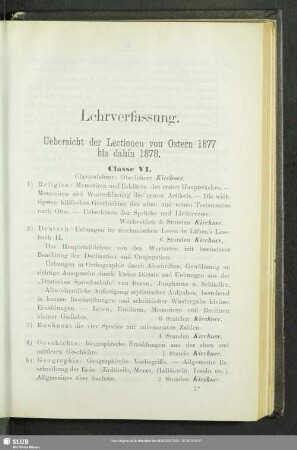 Lehrverfassung.
Uebersicht der Lectionen von Ostern 1877
bis dahin 1878.
Classe VI.
Classenlehrer: Oberlehrer Kirchner.
1) Religion: Memoriren und Erklären des ersten Hauptstückes. —
Memoriren und Worterklärung des ersten Artikels. — Die wich-
tigsten biblischen Geschichten des alten und neuen Testaments
nach Otto. — Ueberhören der Sprüche und Liederverse.
Wöchentlich 3 Stunden Kirchner.
2) Deutsch: Uebungen im mechanischen Lesen in Lüben's Lese-
buch II. 6 Stunden Kirchner.
Das Hauptsächlichste von den Wortarten mit besonderer
Beachtung der Declination und Conjugation.
Uebungen in Orthographie durch Abschreiben, Gewöhnung an
richtige Aussprache durch kleine Dictate und Uebungen aus der
„Deutschen Sprachschule" von Baron, Junghanns u. Schindler.
Allwöchentliche Anfertigung stylistischer Aufgaben, bestehend
in kurzen Beschreibungen und schriftlicher Wiedergabe kleiner
Erzählungen — Lesen, Erklären, Memoriren und Recitiren
kleiner Gedichte. 6 Stunden Kirchner.
3) Rechnen: die vier Species mit unbenannten Zahlen.
4 Stunden Kirchner.
4) Geschichte: biographische Erzählungen aus der alten und
mittleren Geschichte. 1 Stunde Kirchner.
5) Geographie: Geographische Vorbegriffe. — Allgemeine Be-
schreibung der Erde (Erdtheile, Meere, Halbinseln, Inseln etc.).
Allgemeines über Sachsen. 2 Stunden Kirchner.
SLUB